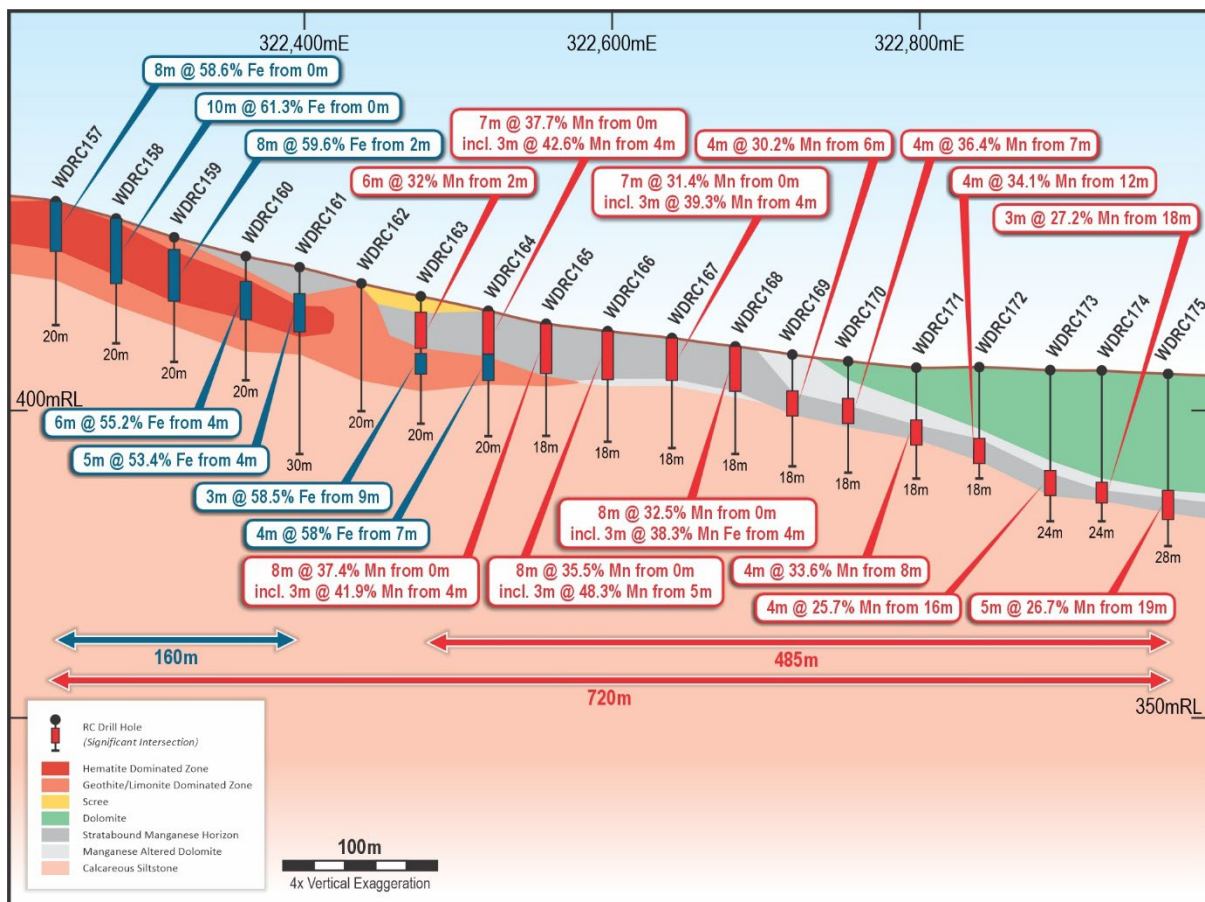 322,400mE
322,600mE
322,800mE
8m @ 58.6% Fe from 0m
10m @ 61.3% Fe from 0m
8m @ 59.6% Fe from 2m
7m @ 37.7% Mn from 0m
incl. 3m @ 42.6% Mn from 4m
6m @ 32% Mn from 2m
4m @ 30.2% Mn from 6m
7m @ 31.4% Mn from 0m
incl. 3m @ 39.3% Mn from 4m
4m @ 36.4% Mn from 7m
4m @ 34.1% Mn from 12m
3m @ 27.2% Mn from 18m
WDRC157
WDRC158
WDRC159
WDRC160
WDRC161
WDRC162
WDRC163
WDRC164
WDRC165
WDRC166
WDRC167
WDRC168
WDRC169
WDRC170
WDRC171
WDRC172
WDRC173
WDRC174
WDRC175
20m
20m
20m
20m
30m
20m
20m
20m
18m
18m
18m
18m
18m
18m
18m
18m
24m
24m
28m
400mRL
6m @ 55.2% Fe from 4m
5m @ 53.4% Fe from 4m
3m @ 58.5% Fe from 9m
4m @ 58% Fe from 7m
8m @ 37.4% Mn from 0m
incl. 3m @ 41.9% Mn from 4m
8m @ 35.5% Mn from 0m
incl. 3m @ 48.3% Mn from 5m
8m @ 32.5% Mn from 0m
incl. 3m @ 38.3% Mn Fe from 4m
4m @ 33.6% Mn from 8m
4m @ 25.7% Mn from 16m
5m @ 26.7% Mn from 19m
160m
485m
720m
350mRL
RC Drill Hole
(Significant Intersection)
Hematite Dominated Zone
Geothite/Limonite Dominated Zone
Scree
Dolomite
Stratabound Manganese Horizon
Manganese Altered Dolomite
Calcareous Siltstone
100m
4x Vertical Exaggeration